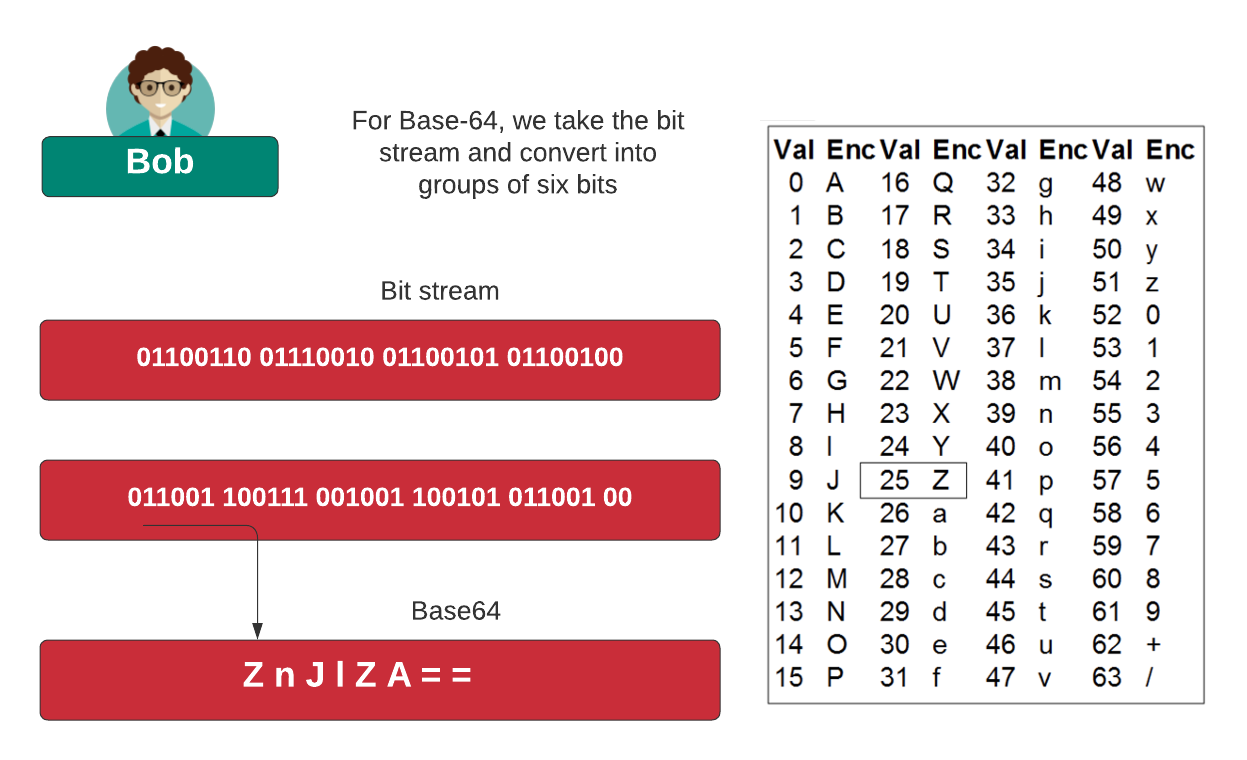 Bob
For Base-64, we take the bit
stream and convert into
groups of six bits
Bit stream
01100110 01110010 01100101 01100100
011001 100111 001001 100101 011001 00
Base64
Z n J l Z A = =
Val Enc Val Enc Val Enc Val Enc
0 A 16 Q 32 g 48 w
1 B 17 R 33 h 49 x
2 C 18 S 34 i 50 y
3 D 19 T 35 j 51 z
4 E 20 U 36 k 52 0
5 F 21 V 37 l 53 1
6 G 22 W 38 m 54 2
7 H 23 X 39 n 55 3
8 I 24 Y 40 o 56 4
9 J 25 Z 41 p 57 5
10 K 26 a 42 q 58 6
11 L 27 b 43 r 59 7
12 M 28 c 44 s 60 8
13 N 29 d 45 t 61 9
14 O 30 e 46 u 62 +
15 P 31 f 47 v 63 /